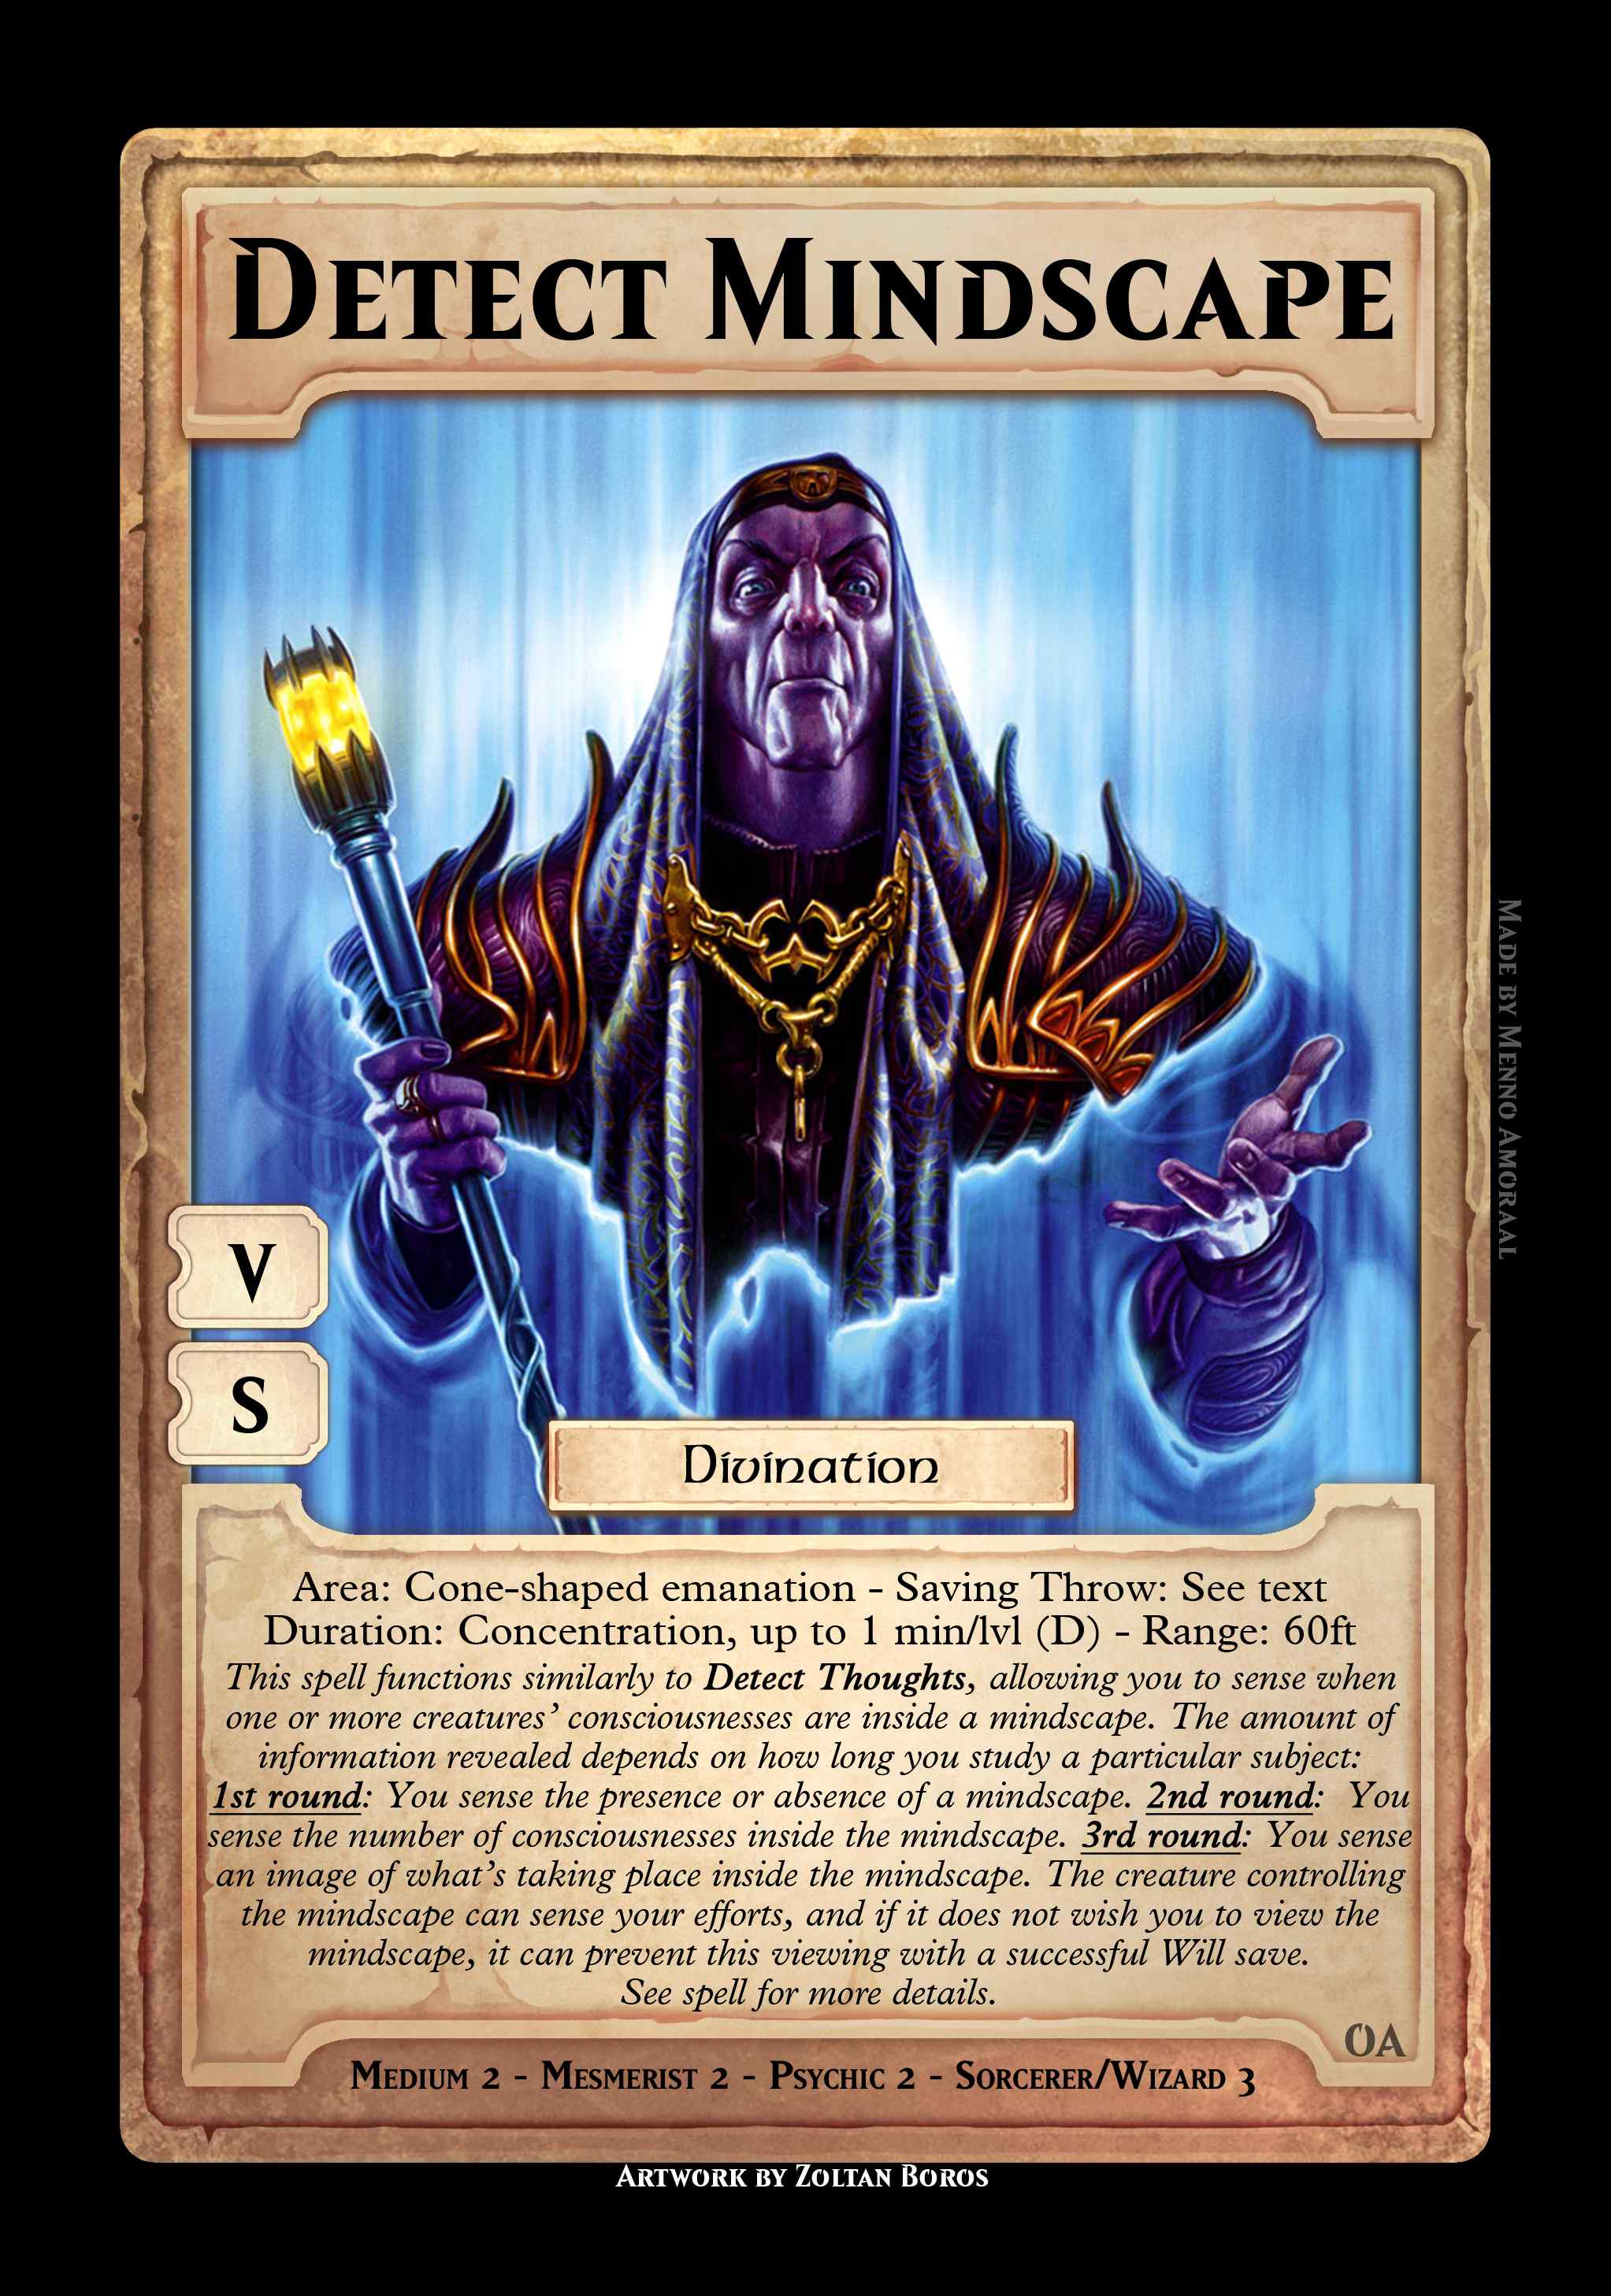 Detect Mindscape
Made by Menno Amoraal
V
S
Divination
Area: Cone-shaped emanation - Saving Throw: See text
Duration: Concentration, up to 1 min/lvl (D) - Range: 60ft
This spell functions similarly to Detect Thoughts, allowing you to sense when
one or more creatures’ consciousnesses are inside a mindscape. The amount of
information revealed depends on how long you study a particular subject:
1st round: You sense the presence or absence of a mindscape. 2nd round: You
sense the number of consciousnesses inside the mindscape. 3rd round: You sense
an image of what’s taking place inside the mindscape. The creature controlling
the mindscape can sense your efforts, and if it does not wish you to view the
mindscape, it can prevent this viewing with a successful Will save.
See spell for more details.
OA
Medium 2 - Mesmerist 2 - Psychic 2 - Sorcerer/Wizard 3
Artwork by Zoltan Boros